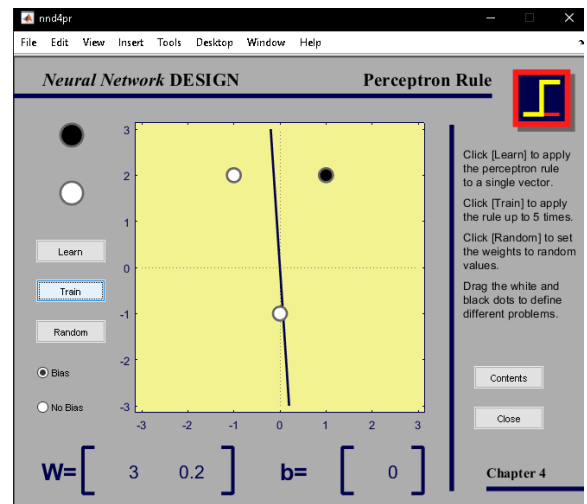 nnd4pr
File Edit View Insert Tools Desktop Window Help
Neural Network DESIGN
Perceptron Rule
Click [Learn] to apply
the perceptron rule
to a single vector.
Click [Train] to apply
the rule up to 5 times.
Click [Random] to set
the weights to random
values.
Drag the white and
black dots to define
different problems.
Learn
Train
Random
Bias
No Bias
3
2
1
0
-1
-2
-3
-3 -2 -1 0 1 2 3
Contents
Close
W= [ 3 0.2 ] b= [ 0 ]
Chapter 4